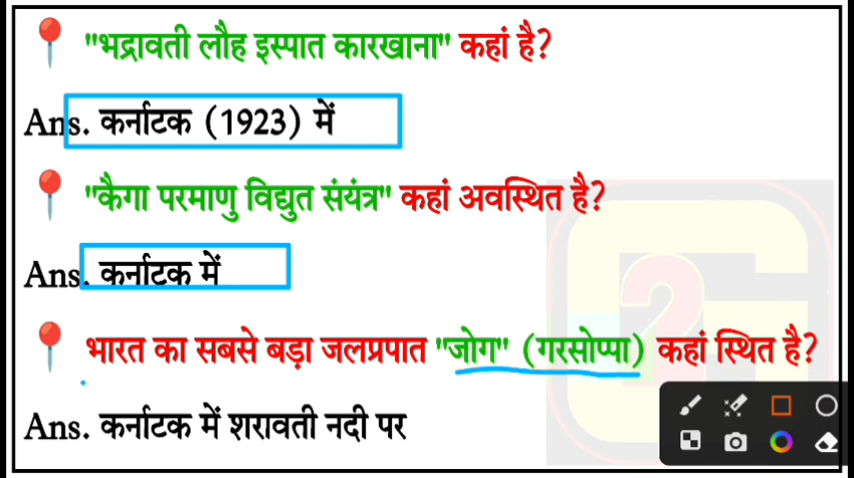 "भद्रावती लौह इस्पात कारखाना" कहां है?
Ans. कर्नाटक (1923) में
"कैगा परमाणु विद्युत संयंत्र" कहां अवस्थित है?
Ans. कर्नाटक में
भारत का सबसे बड़ा जलप्रपात "जोग" (गरसोप्पा) कहां स्थित है?
Ans. कर्नाटक में शरावती नदी पर